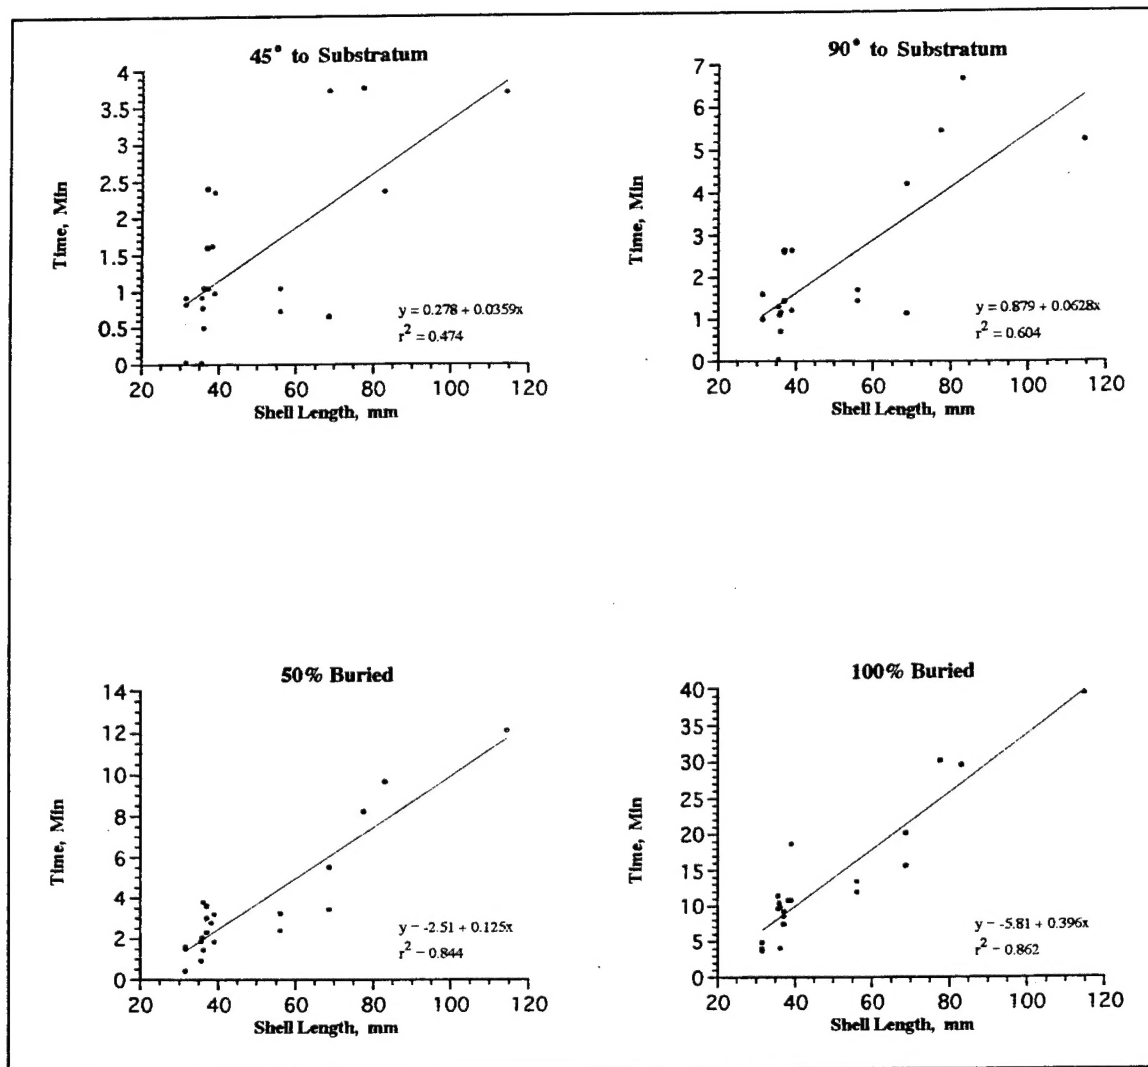 45° to Substratum
4
3.5
3
2.5
2
1.5
1
0.5
0
Time, Min
y = 0.278 + 0.0359x
r² = 0.474
20 40 60 80 100 120
Shell Length, mm
90° to Substratum
7
6
5
4
3
2
1
0
Time, Min
y = 0.879 + 0.0628x
r² = 0.604
20 40 60 80 100 120
Shell Length, mm
50% Buried
14
12
10
8
6
4
2
0
Time, Min
y = -2.51 + 0.125x
r² = 0.844
20 40 60 80 100 120
Shell Length, mm
100% Buried
40
35
30
25
20
15
10
5
0
Time, Min
y = -5.81 + 0.396x
r² = 0.862
20 40 60 80 100 120
Shell Length, mm